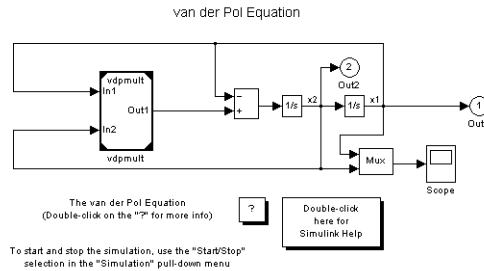 van der Pol Equation
vdpmult
In1
Out1
In2
vdpmult
−
+
1/s
x2
2
Out2
1/s
x1
1
Out
Mux
Scope
The van der Pol Equation
(Double-click on the "?" for more info)
?
Double-click
here for
Simulink Help
To start and stop the simulation, use the "Start/Stop"
selection in the "Simulation" pull-down menu